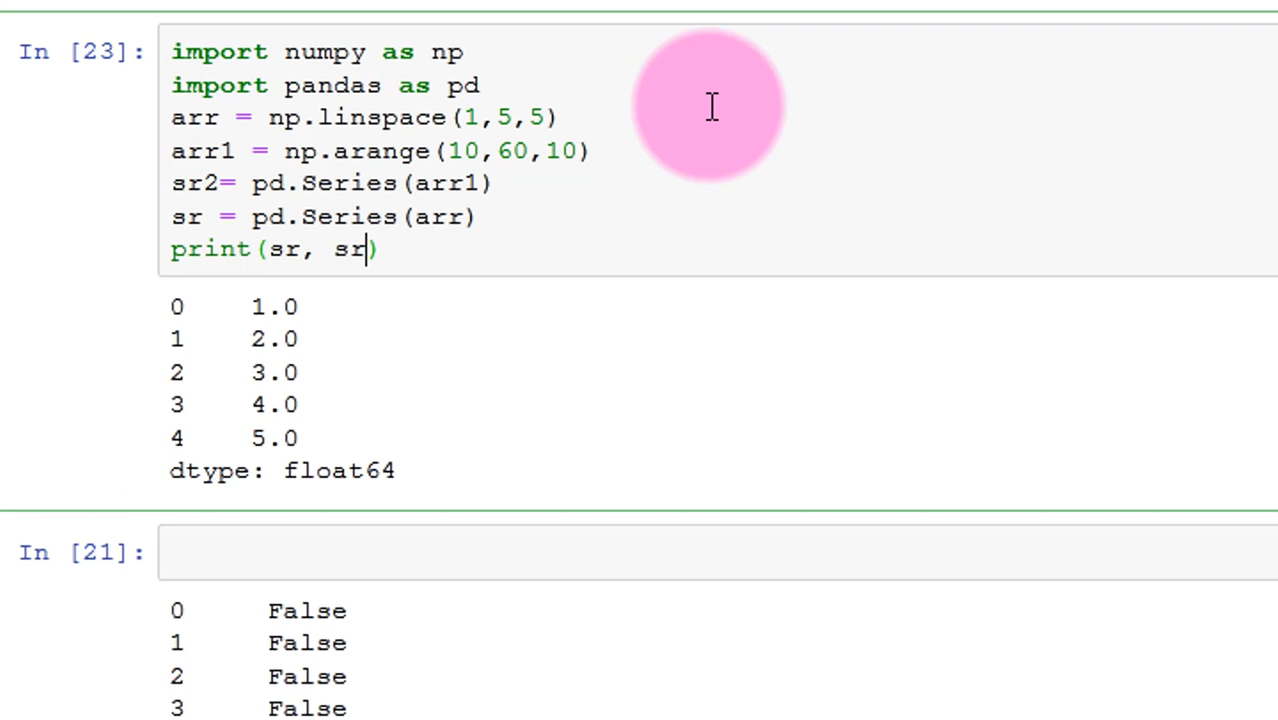 In [23]: import numpy as np
import pandas as pd
arr = np.linspace(1,5,5)
arr1 = np.arange(10,60,10)
sr2= pd.Series(arr1)
sr = pd.Series(arr)
print(sr, sr)
0 1.0
1 2.0
2 3.0
3 4.0
4 5.0
dtype: float64
In [21]:
0 False
1 False
2 False
3 False